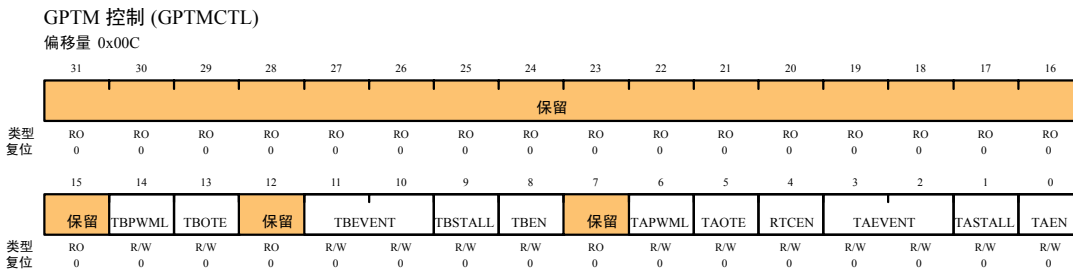 GPTM 控制 (GPTMCTL)
偏移量 0x00C
31 30 29 28 27 26 25 24 23 22 21 20 19 18 17 16
保留
类型 RO RO RO RO RO RO RO RO RO RO RO RO RO RO RO RO
复位 0 0 0 0 0 0 0 0 0 0 0 0 0 0 0 0
15 14 13 12 11 10 9 8 7 6 5 4 3 2 1 0
保留 TBPWML TBOTE 保留 TBEVENT TBSTALL TBEN 保留 TAPWML TAOTE RTCEN TAEVENT TASTALL TAEN
类型 RO R/W R/W RO R/W R/W R/W R/W RO R/W R/W R/W R/W R/W R/W R/W
复位 0 0 0 0 0 0 0 0 0 0 0 0 0 0 0 0